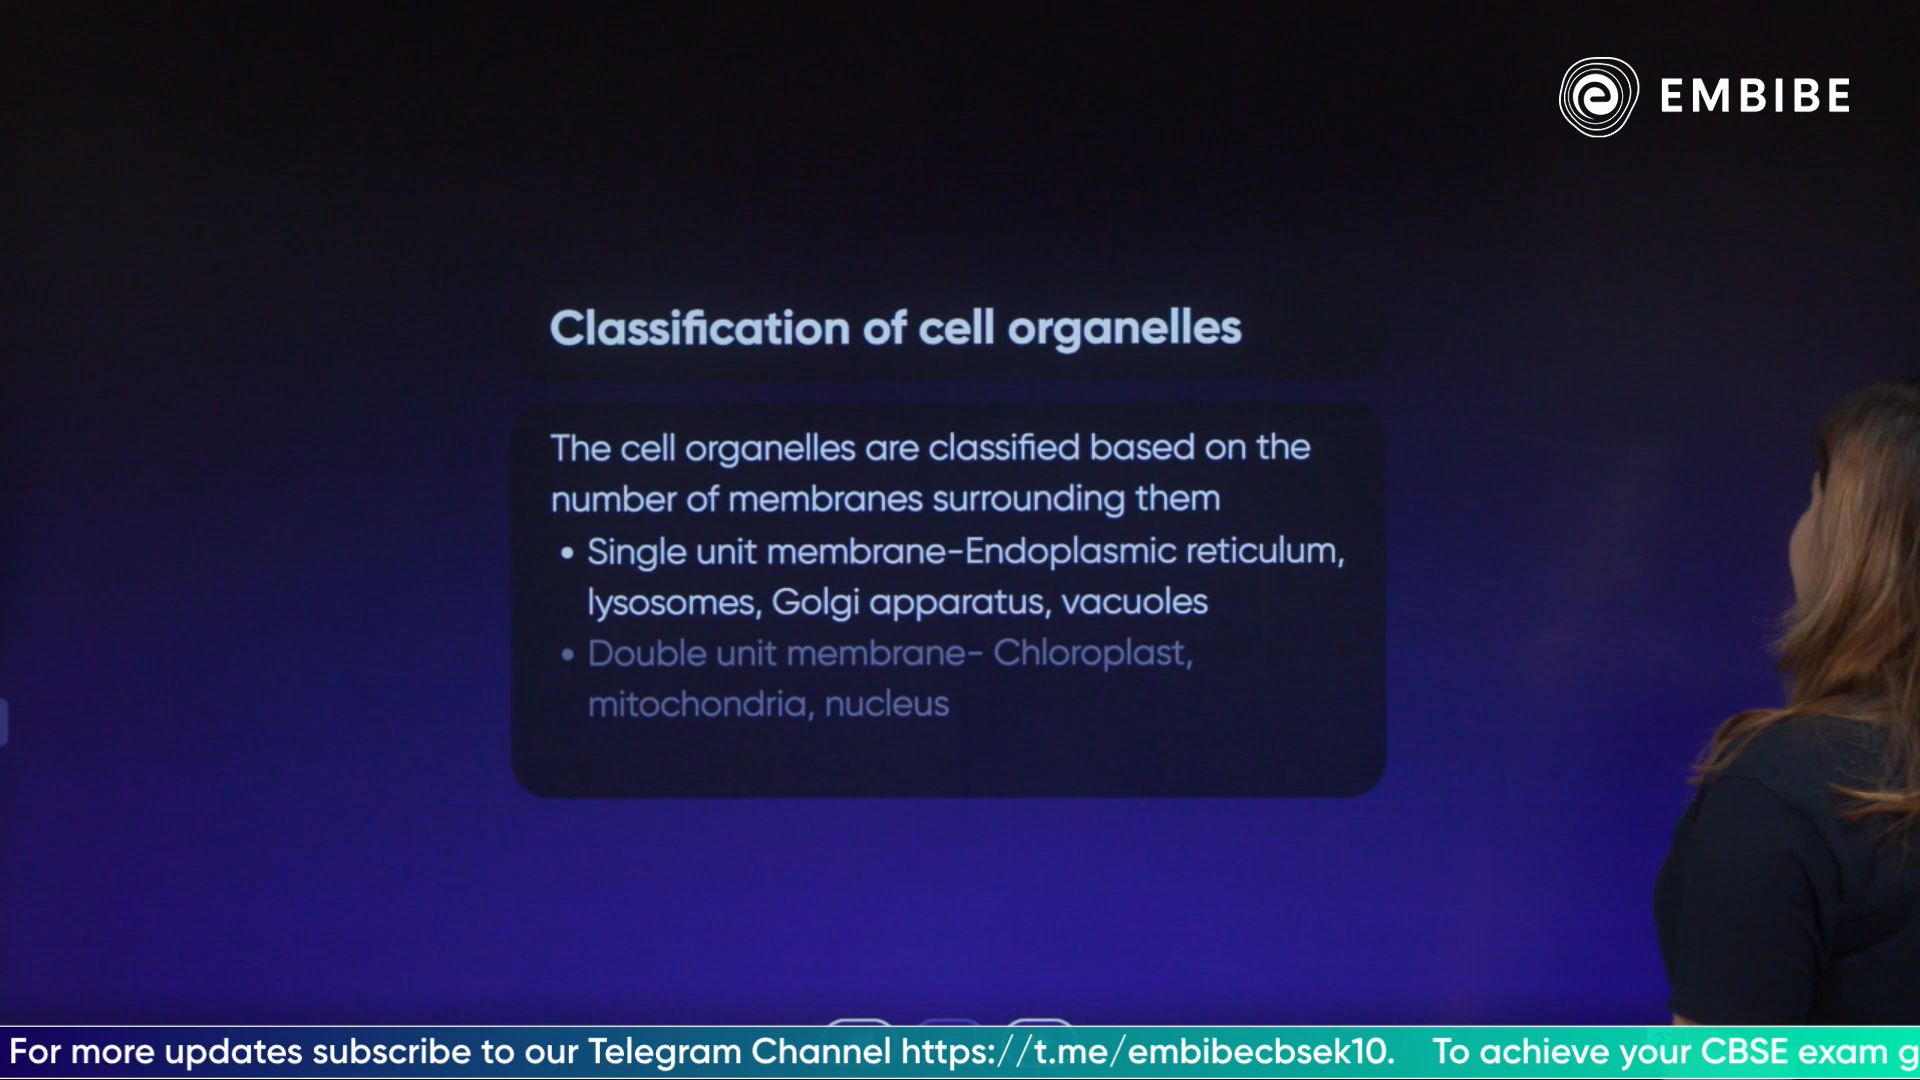 EMBIBE
Classification of cell organelles
The cell organelles are classified based on the
number of membranes surrounding them
• Single unit membrane-Endoplasmic reticulum,
lysosomes, Golgi apparatus, vacuoles
• Double unit membrane- Chloroplast,
mitochondria, nucleus
For more updates subscribe to our Telegram Channel https://t.me/embibecbsek10. To achieve your CBSE exam g